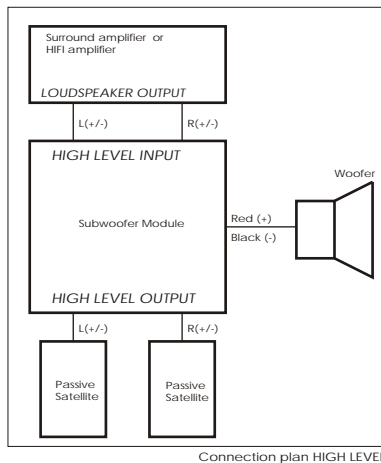 Surround amplifier or
HIFI amplifier
LOUDSPEAKER OUTPUT
L(+/-) R(+/-)
HIGH LEVEL INPUT
Woofer
Subwoofer Module
Red (+)
Black (-)
HIGH LEVEL OUTPUT
L(+/-) R(+/-)
Passive
Satellite
Passive
Satellite
Connection plan HIGH LEVEL